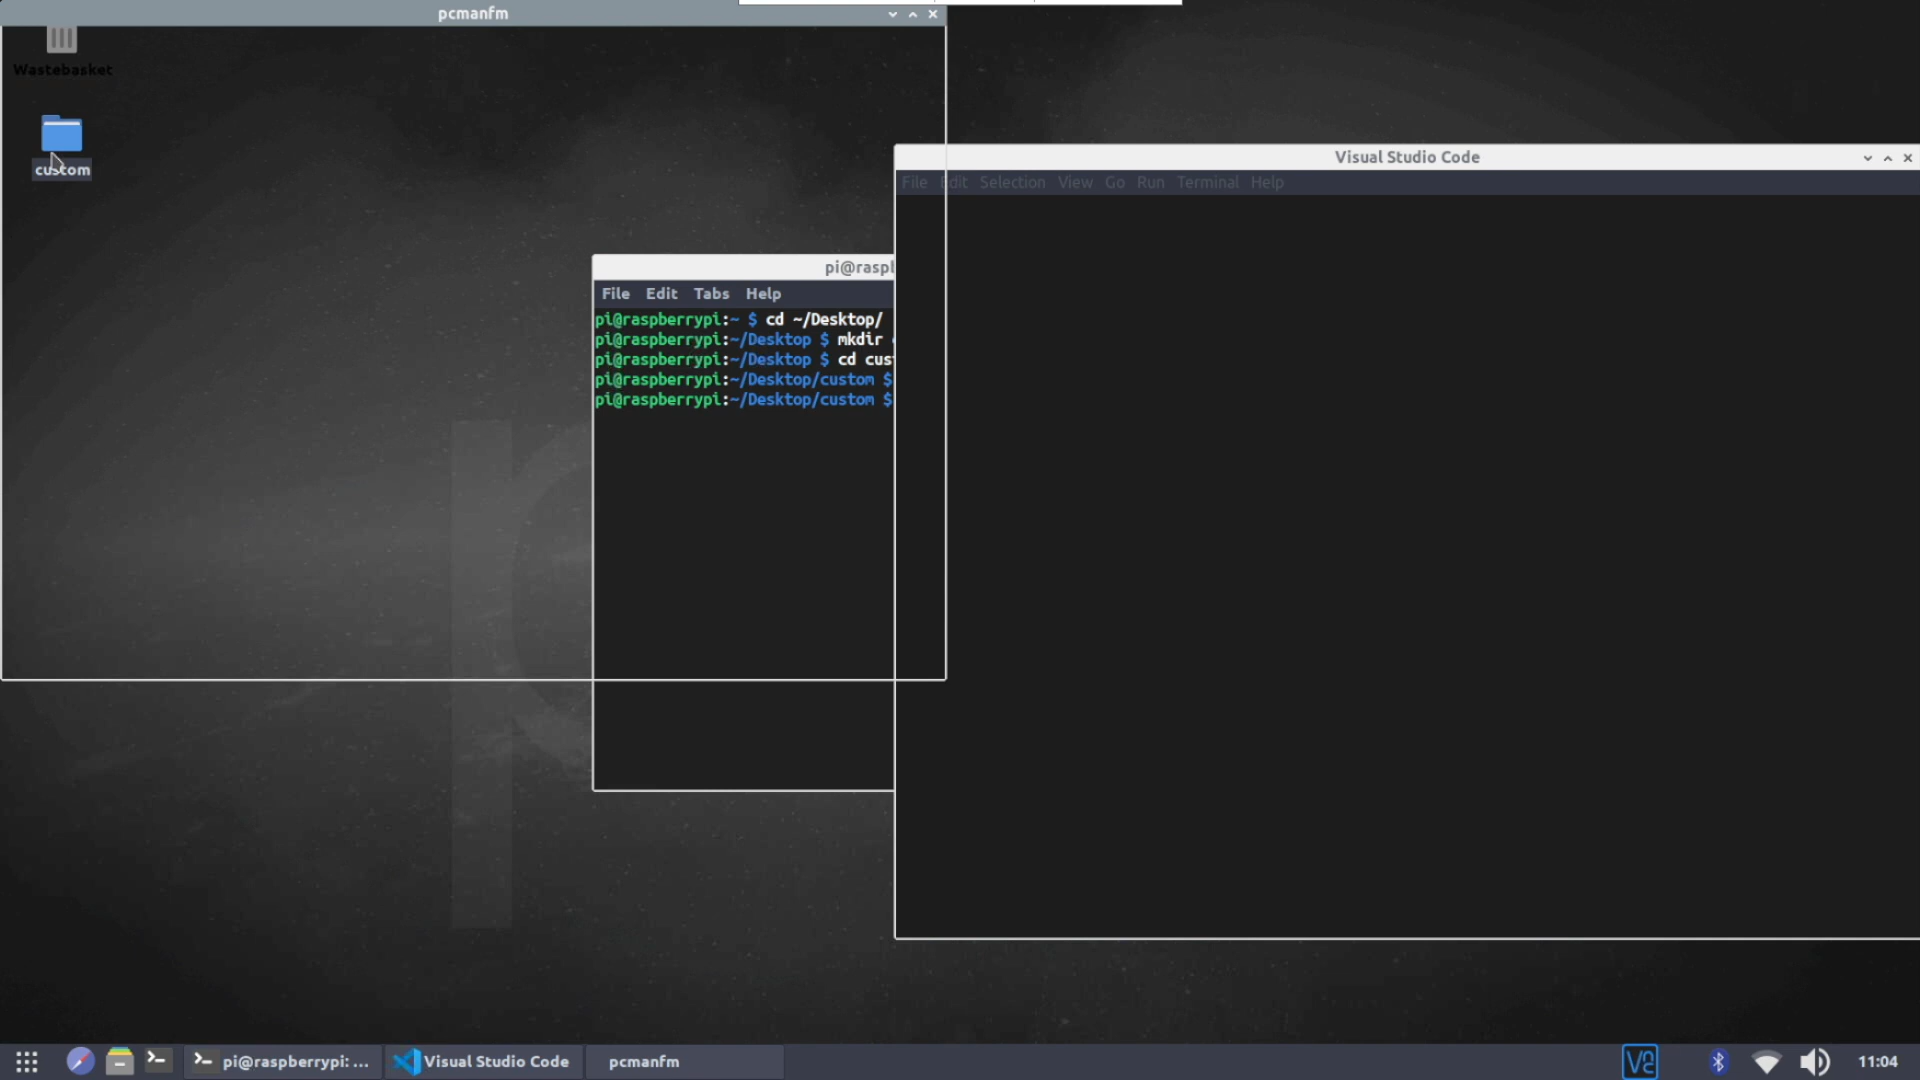 pcmanfm
Wastebasket
custom
Visual Studio Code
File Edit Selection View Go Run Terminal Help
pi@raspl
File Edit Tabs Help
pi@raspberrypi:~ $ cd ~/Desktop/
pi@raspberrypi:~/Desktop $ mkdir
pi@raspberrypi:~/Desktop $ cd cus
pi@raspberrypi:~/Desktop/custom $
pi@raspberrypi:~/Desktop/custom $
pi@raspberrypi: ...
Visual Studio Code
pcmanfm
11:04